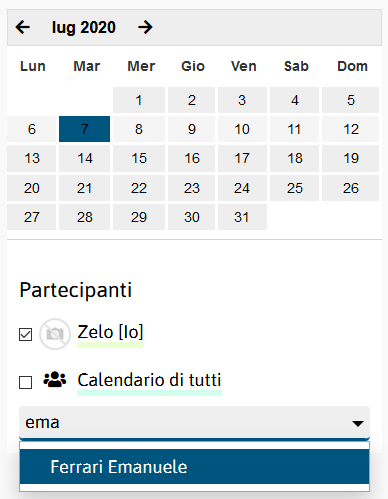 ← lug 2020 →
Lun Mar Mer Gio Ven Sab Dom
1 2 3 4 5
6 7 8 9 10 11 12
13 14 15 16 17 18 19
20 21 22 23 24 25 26
27 28 29 30 31
Partecipanti
Zelo [Io]
Calendario di tutti
ema
Ferrari Emanuele